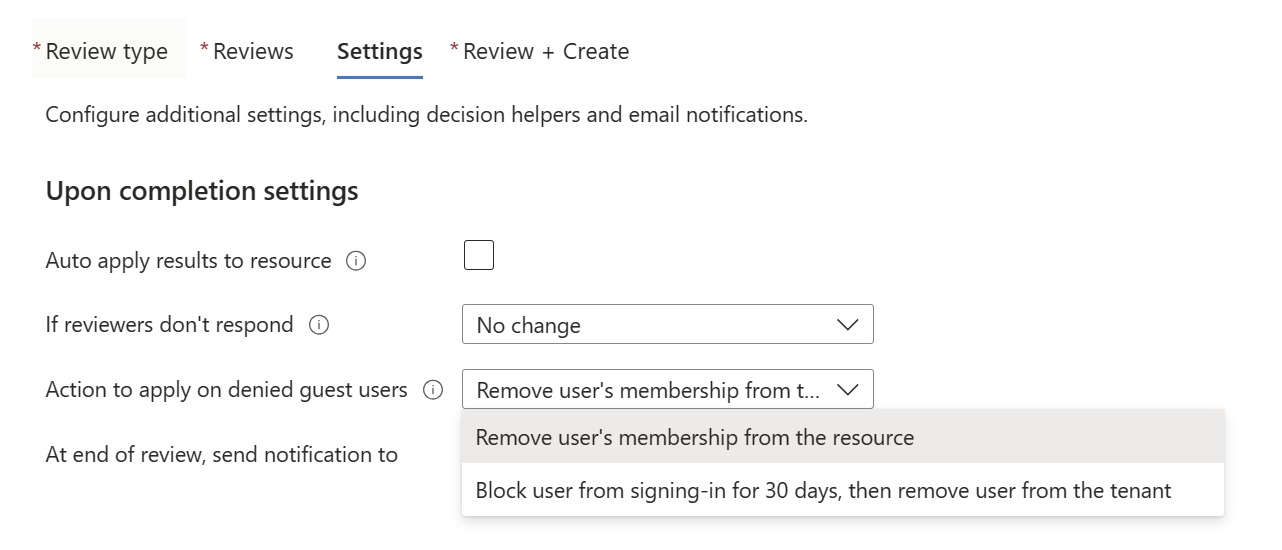 * Review type * Reviews Settings * Review + Create
Configure additional settings, including decision helpers and email notifications.
Upon completion settings
Auto apply results to resource
If reviewers don't respond No change
Action to apply on denied guest users Remove user's membership from t...
Remove user's membership from the resource
At end of review, send notification to
Block user from signing-in for 30 days, then remove user from the tenant